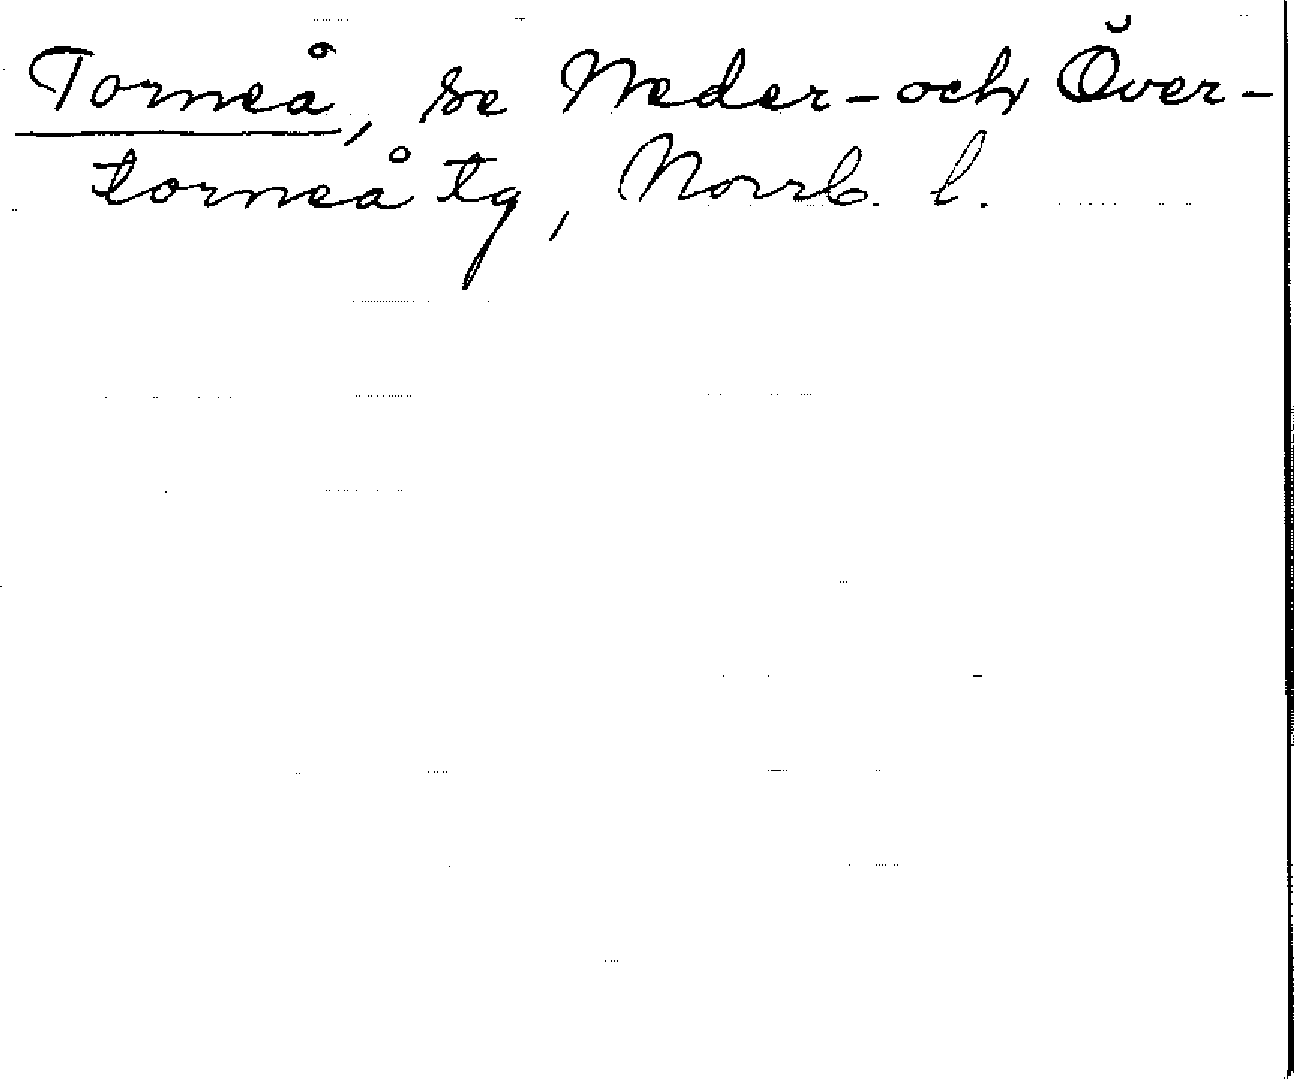 Torneå, se Neder- och Över-
torneå tg, Norrb. l.